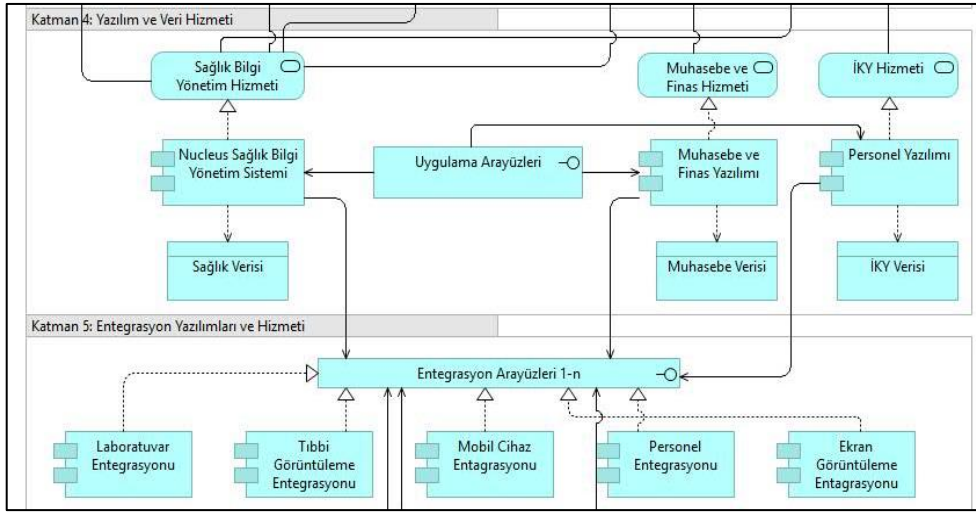 Katman 4: Yazılım ve Veri Hizmeti
Sağlık Bilgi
Yönetim Hizmeti
Muhasebe ve
Finas Hizmeti
İKY Hizmeti
Nucleus Sağlık Bilgi
Yönetim Sistemi
Uygulama Arayüzleri
Muhasebe ve
Finas Yazılımı
Personel Yazılımı
Sağlık Verisi
Muhasebe Verisi
İKY Verisi
Katman 5: Entegrasyon Yazılımları ve Hizmeti
Entegrasyon Arayüzleri 1-n
Laboratuvar
Entegrasyonu
Tıbbi
Görüntüleme
Entegrasyonu
Mobil Cihaz
Entagrasyonu
Personel
Entegrasyonu
Ekran
Görüntüleme
Entagrasyonu